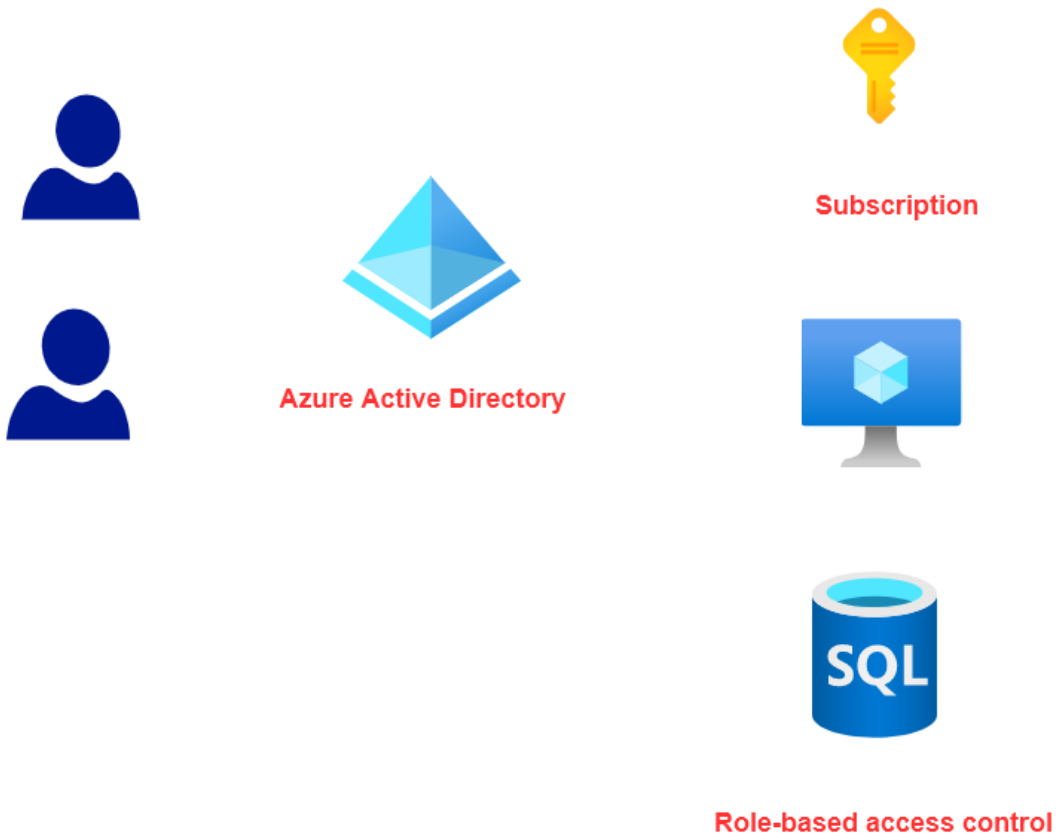 Subscription
Azure Active Directory
SQL
Role-based access control